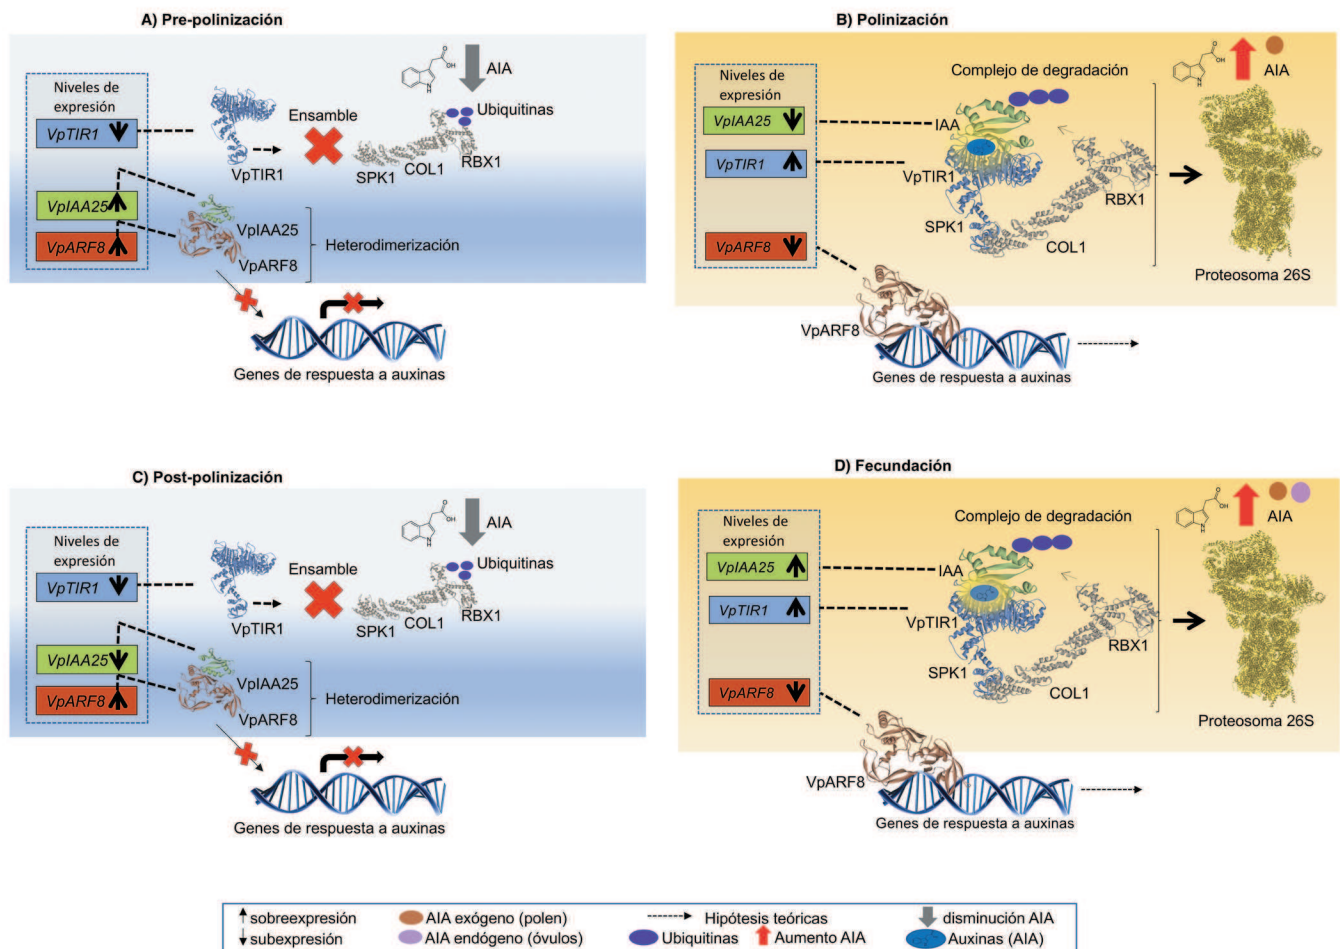 A) Pre-polinización
Niveles de
expresión
VpTIR1
VpIAA25
VpARF8
VpTIR1
Ensamble
OH
O
N
H
AIA
Ubiquitinas
SPK1
COL1
RBX1
VpIAA25
VpARF8
Heterodimerización
Genes de respuesta a auxinas
B) Polinización
Niveles de
expresión
VpIAA25
VpTIR1
VpARF8
Complejo de degradación
IAA
VpTIR1
SPK1
COL1
RBX1
O
OH
N
H
AIA
Proteosoma 26S
VpARF8
Genes de respuesta a auxinas
C) Post-polinización
Niveles de
expresión
VpTIR1
VpIAA25
VpARF8
VpTIR1
Ensamble
O
OH
N
H
AIA
Ubiquitinas
SPK1
COL1
RBX1
VpIAA25
VpARF8
Heterodimerización
Genes de respuesta a auxinas
D) Fecundación
Niveles de
expresión
VpIAA25
VpTIR1
VpARF8
Complejo de degradación
IAA
VpTIR1
SPK1
COL1
RBX1
O
OH
N
H
AIA
Proteosoma 26S
VpARF8
Genes de respuesta a auxinas
sobreexpresión
AIA exógeno (polen)
Hipótesis teóricas
disminución AIA
subexpresión
AIA endógeno (óvulos)
Ubiquitinas
Aumento AIA
Auxinas (AIA)